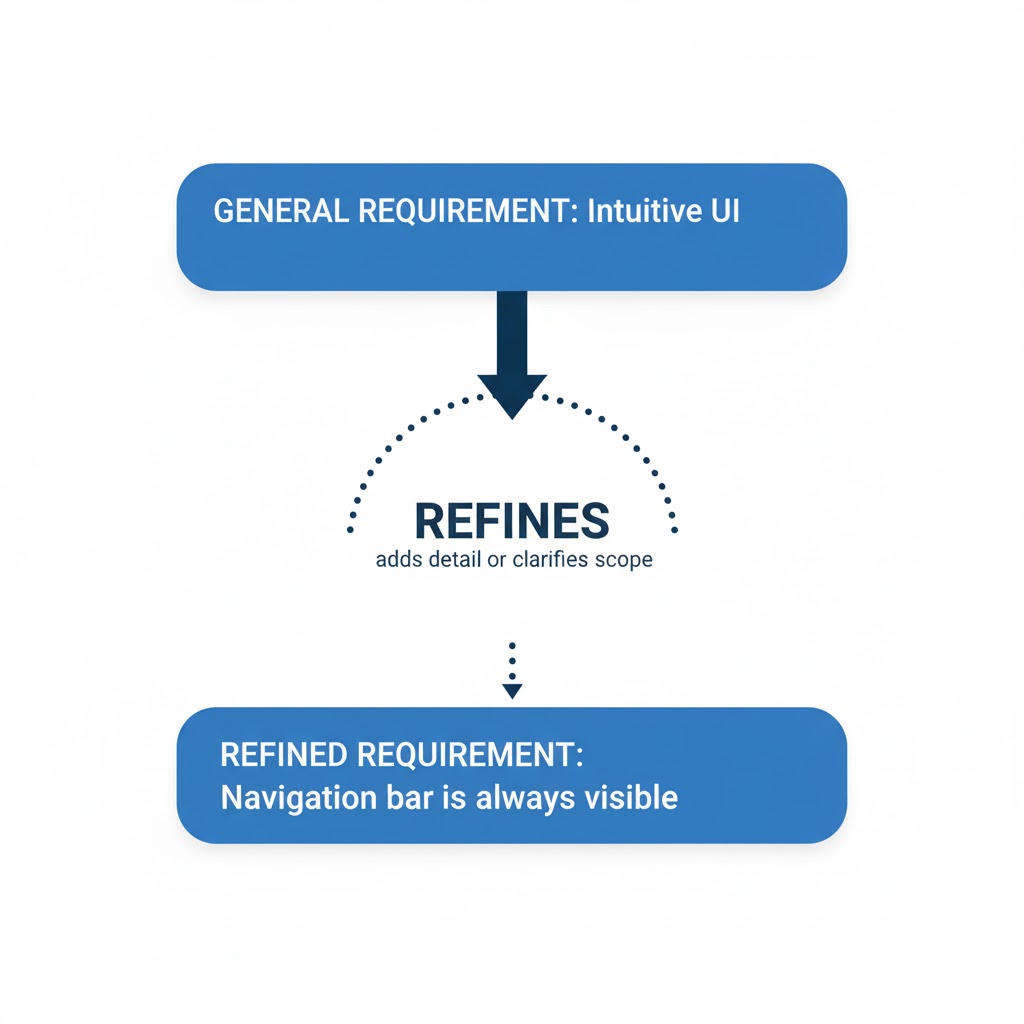 GENERAL REQUIREMENT: Intuitive UI
REFINES
adds detail or clarifies scope
REFINED REQUIREMENT:
Navigation bar is always visible